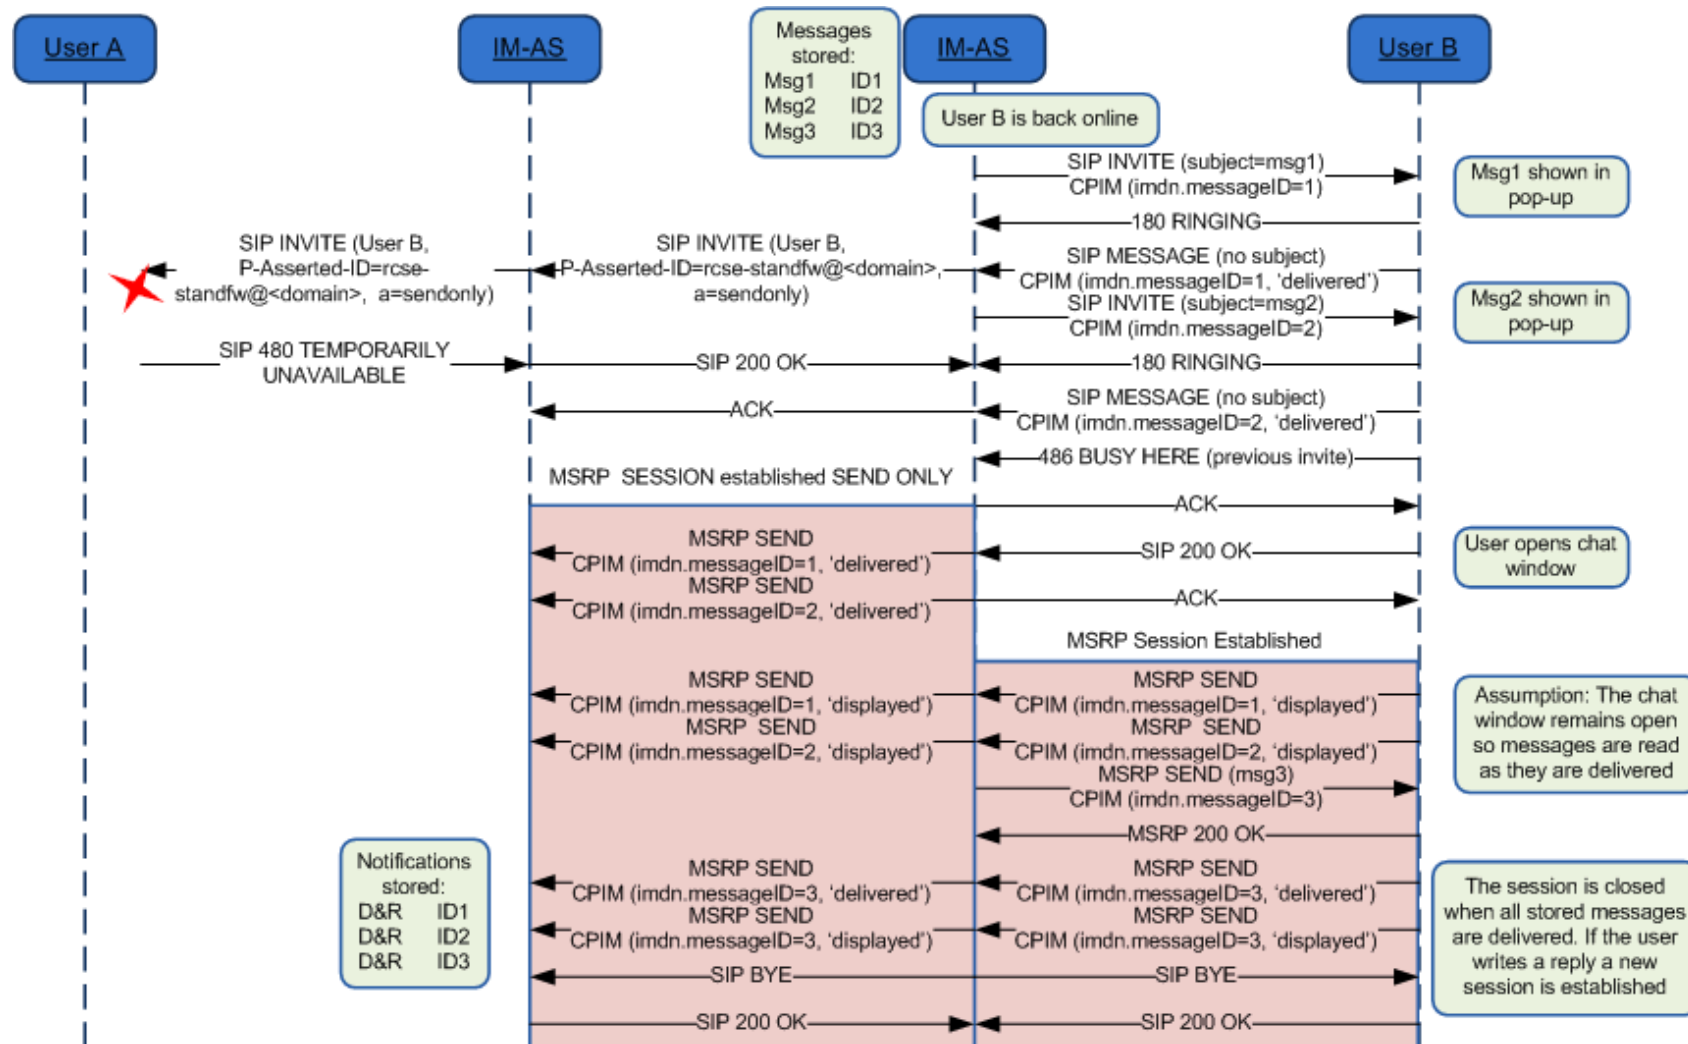 User A
IM-AS
IM-AS
User B
Messages
stored:
Msg1 ID1
Msg2 ID2
Msg3 ID3
User B is back online
SIP INVITE (subject=msg1)
CPIM (imdn.messageID=1)
Msg1 shown in
pop-up
180 RINGING
SIP INVITE (User B,
P-Asserted-ID=rcse-
standfw@<domain>, a=sendonly)
SIP INVITE (User B,
P-Asserted-ID=rcse-standfw@<domain>,
a=sendonly)
SIP MESSAGE (no subject)
CPIM (imdn.messageID=1, 'delivered')
SIP INVITE (subject=msg2)
CPIM (imdn.messageID=2)
Msg2 shown in
pop-up
SIP 480 TEMPORARILY
UNAVAILABLE
SIP 200 OK
180 RINGING
ACK
SIP MESSAGE (no subject)
CPIM (imdn.messageID=2, 'delivered')
486 BUSY HERE (previous invite)
MSRP SESSION established SEND ONLY
ACK
MSRP SEND
CPIM (imdn.messageID=1, 'delivered')
SIP 200 OK
User opens chat
window
MSRP SEND
CPIM (imdn.messageID=2, 'delivered')
ACK
MSRP Session Established
MSRP SEND
CPIM (imdn.messageID=1, 'displayed')
MSRP SEND
CPIM (imdn.messageID=1, 'displayed')
MSRP SEND
CPIM (imdn.messageID=2, 'displayed')
MSRP SEND
CPIM (imdn.messageID=2, 'displayed')
Assumption: The chat
window remains open
so messages are read
as they are delivered
MSRP SEND (msg3)
CPIM (imdn.messageID=3)
MSRP 200 OK
Notifications
stored:
D&R ID1
D&R ID2
D&R ID3
MSRP SEND
CPIM (imdn.messageID=3, 'delivered')
MSRP SEND
CPIM (imdn.messageID=3, 'delivered')
MSRP SEND
CPIM (imdn.messageID=3, 'displayed')
MSRP SEND
CPIM (imdn.messageID=3, 'displayed')
The session is closed
when all stored messages
are delivered. If the user
writes a reply a new
session is established
SIP BYE
SIP BYE
SIP 200 OK
SIP 200 OK